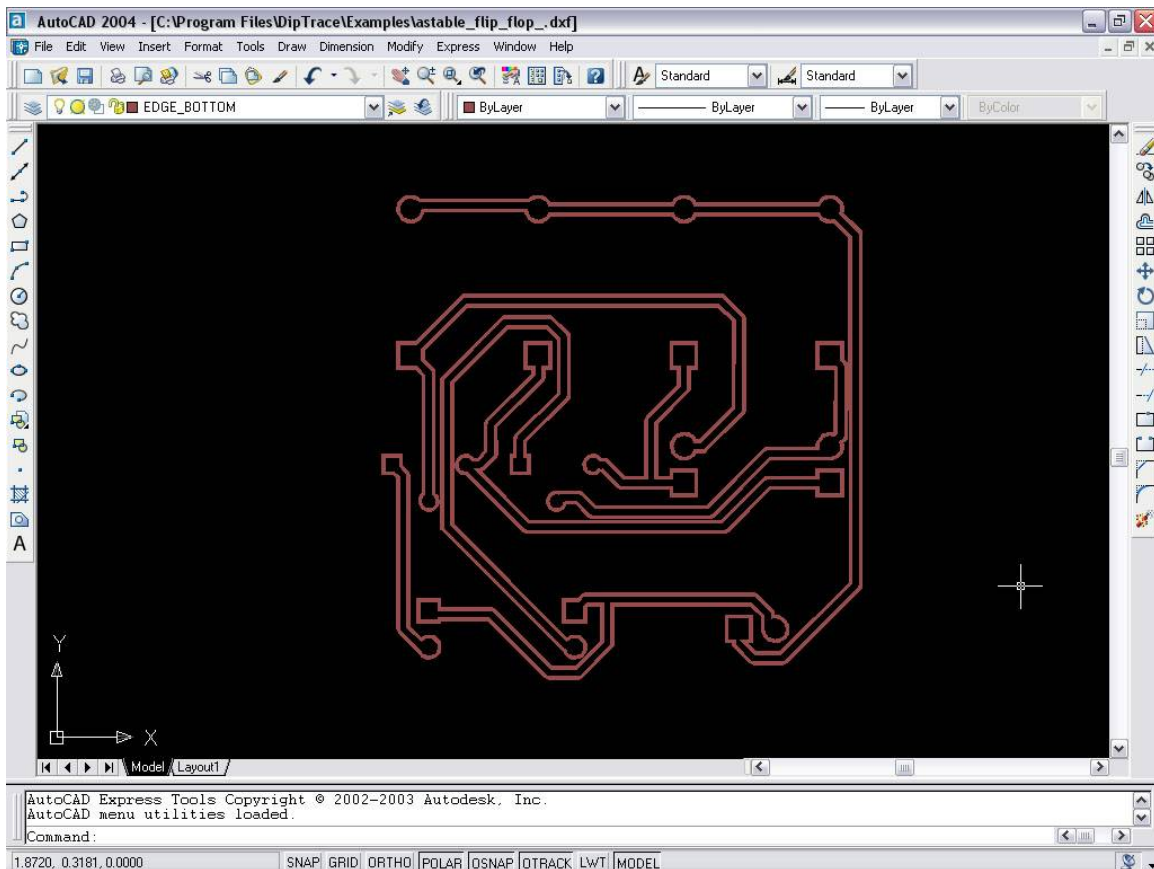 a AutoCAD 2004 - [C:\Program Files\DipTrace\Examples\astable_flip_flop_.dxf]
File Edit View Insert Format Tools Draw Dimension Modify Express Window Help
Standard Standard
EDGE_BOTTOM ByLayer ByLayer ByLayer ByColor
A
Y
X
Model Layout1
AutoCAD Express Tools Copyright © 2002-2003 Autodesk, Inc.
AutoCAD menu utilities loaded.
Command:
1.8720, 0.3181, 0.0000 SNAP GRID ORTHO POLAR OSNAP OTRACK LWT MODEL